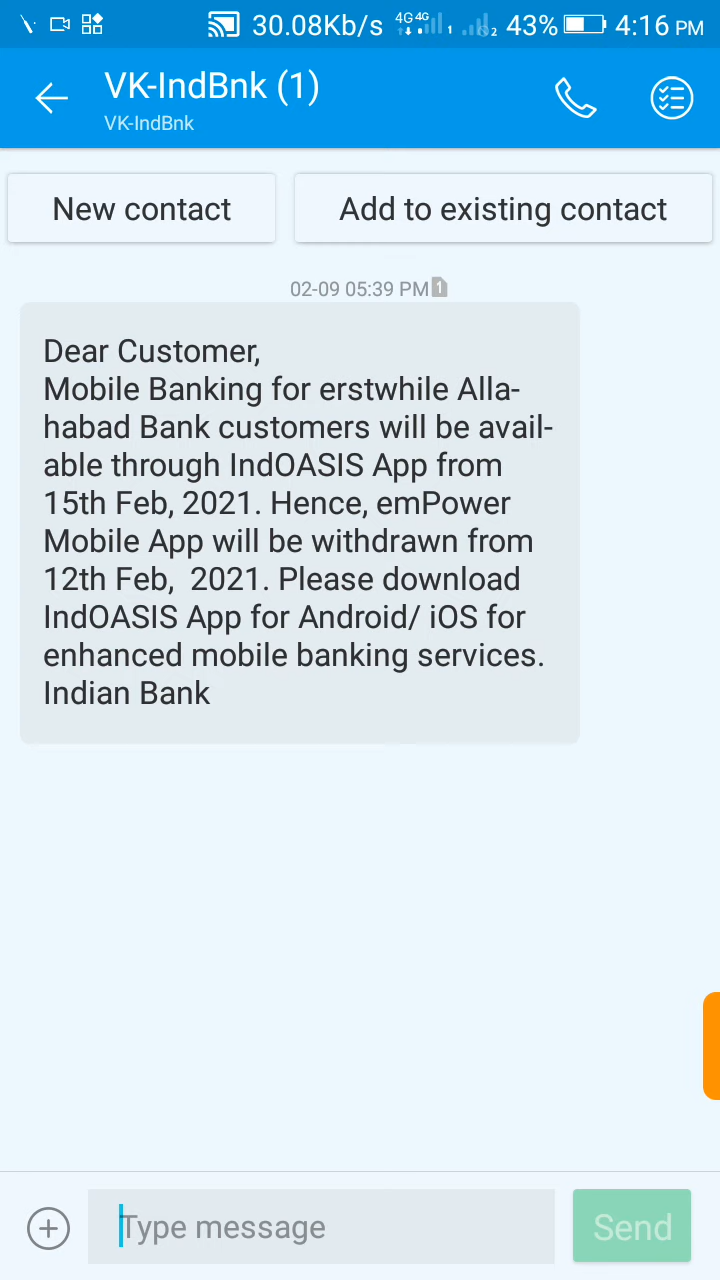 30.08Kb/s 4G 4G 1 2 43% 4:16 PM
VK-IndBnk (1)
VK-IndBnk
New contact Add to existing contact
02-09 05:39 PM 1
Dear Customer,
Mobile Banking for erstwhile Alla-
habad Bank customers will be avail-
able through IndOASIS App from
15th Feb, 2021. Hence, emPower
Mobile App will be withdrawn from
12th Feb,  2021. Please download
IndOASIS App for Android/ iOS for
enhanced mobile banking services.
Indian Bank
Type message Send